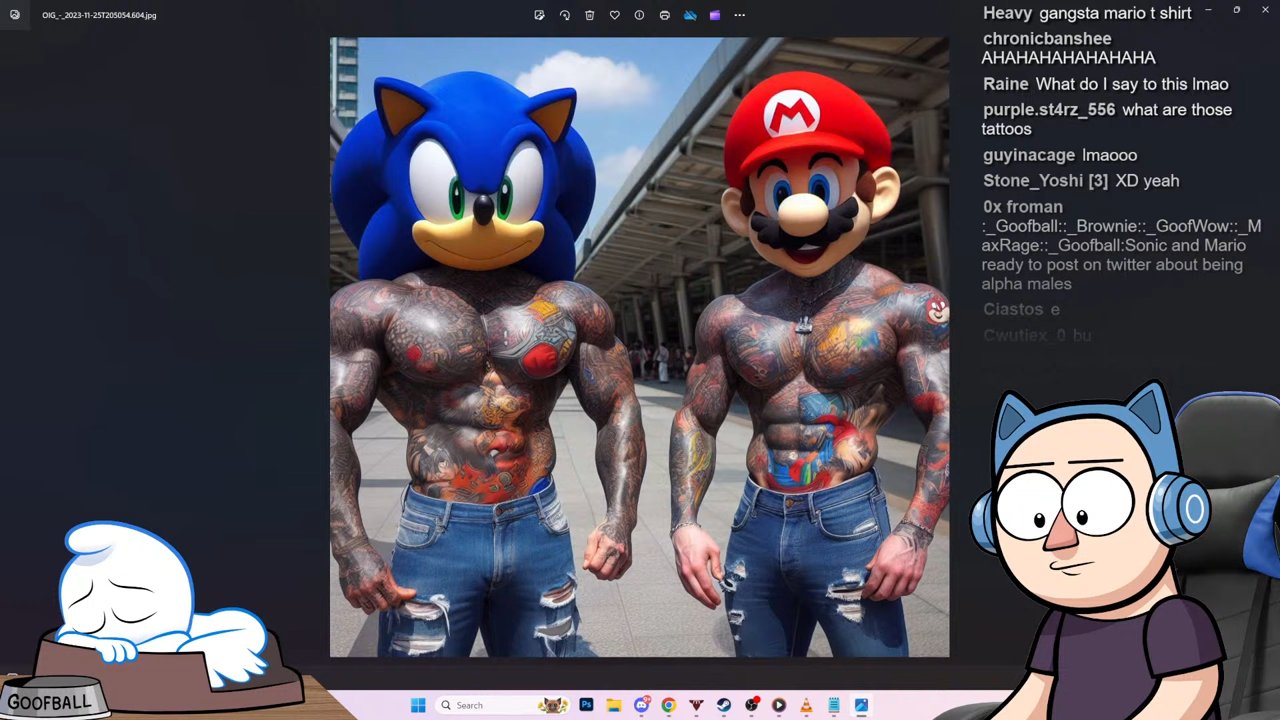 OIG_-_2023-11-25T205054.604.jpg
Heavy gangsta mario t shirt
chronicbanshee
AHAHAHAHAHAHAHA
Raine What do I say to this lmao
purple.st4rz_556 what are those
tattoos
guyinacage lmaooo
Stone_Yoshi [3] XD yeah
0x froman
:_Goofball::_Brownie::_GoofWow::_M
axRage::_Goofball:Sonic and Mario
ready to post on twitter about being
alpha males
Ciastos e
Cwutiex_0 bu
M
GOOFBALL
Search